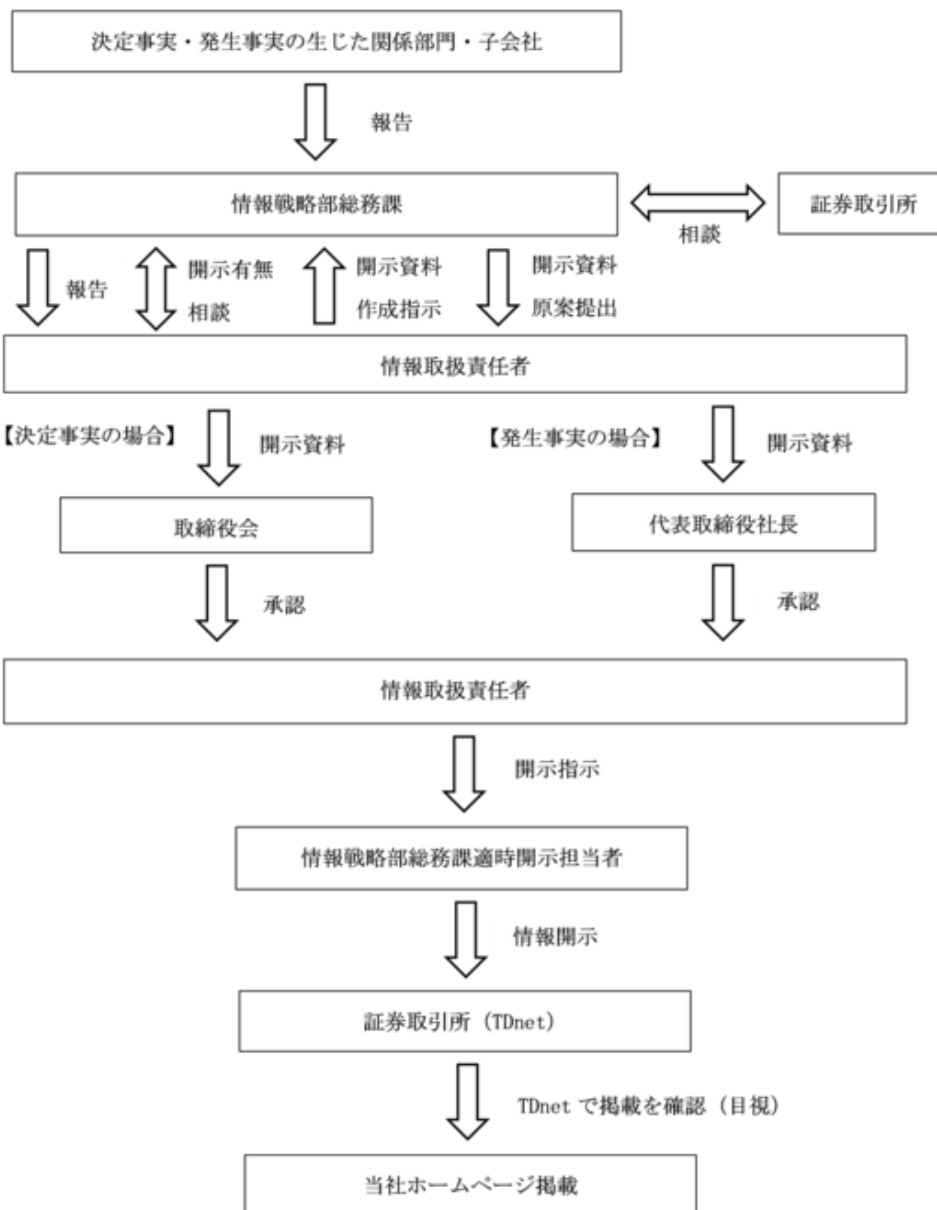 決定事実・発生事実の生じた関係部門・子会社
報告
情報戦略部総務課
証券取引所
相談
報告
開示有無
相談
開示資料
作成指示
開示資料
原案提出
情報取扱責任者
【決定事実の場合】
開示資料
【発生事実の場合】
開示資料
取締役会
代表取締役社長
承認
承認
情報取扱責任者
開示指示
情報戦略部総務課適時開示担当者
情報開示
証券取引所（TDnet）
TDnet で掲載を確認（目視）
当社ホームページ掲載